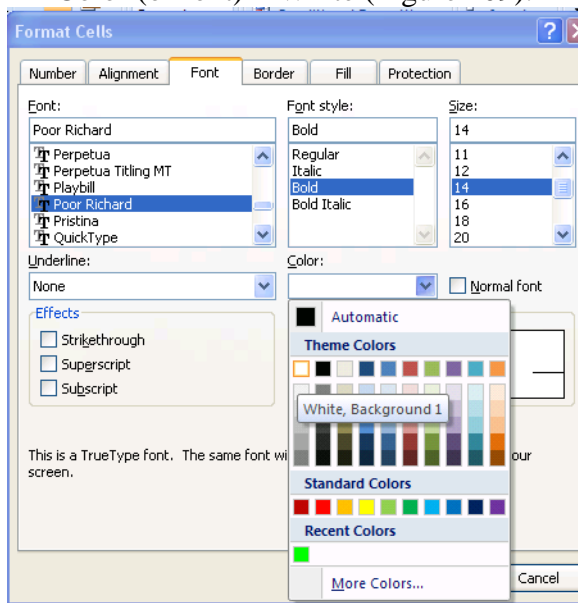 Format Cells
Number Alignment Font Border Fill Protection
Font: Font style: Size:
Poor Richard Bold 14
Perpetua Regular 11
Perpetua Titling MT Italic 12
Playbill Bold 14
Poor Richard Bold Italic 16
Pristina 18
QuickType 20
Underline: Color:
None Normal font
Effects Automatic
Strikethrough Theme Colors
Superscript
Subscript White, Background 1
This is a TrueType font. The same font our
screen.
Standard Colors
Recent Colors
More Colors... Cancel